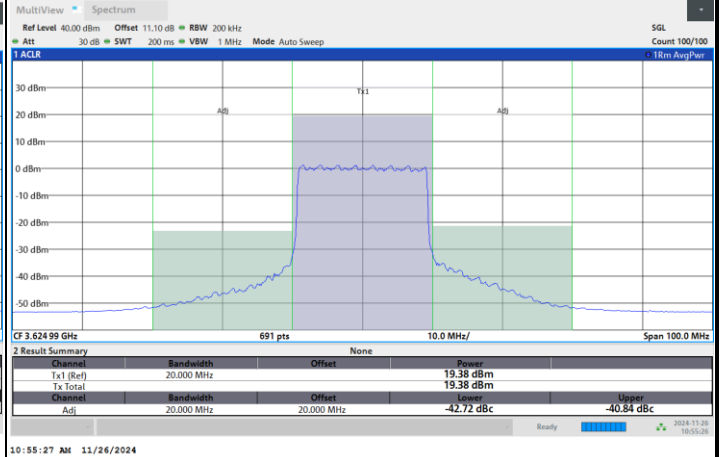 MultiView Spectrum
Ref Level 40.00 dBm Offset 11.10 dB RBW 200 kHz SGL
Att 30 dB SWT 200 ms VBW 1 MHz Mode Auto Sweep Count 100/100
1 ACLR 1Rm AvgPwr
Tx1
Adj Adj
30 dBm
20 dBm
10 dBm
0 dBm
-10 dBm
-20 dBm
-30 dBm
-40 dBm
-50 dBm
CF 3.624 99 GHz 691 pts 10.0 MHz/ Span 100.0 MHz
2 Result Summary None
Channel Bandwidth Offset Power
Tx1 (Ref) 20.000 MHz 19.38 dBm
Tx Total 19.38 dBm
Channel Bandwidth Offset Lower Upper
Adj 20.000 MHz 20.000 MHz -42.72 dBc -40.84 dBc
Ready 2024-11-26
10:55:26
10:55:27 AM 11/26/2024